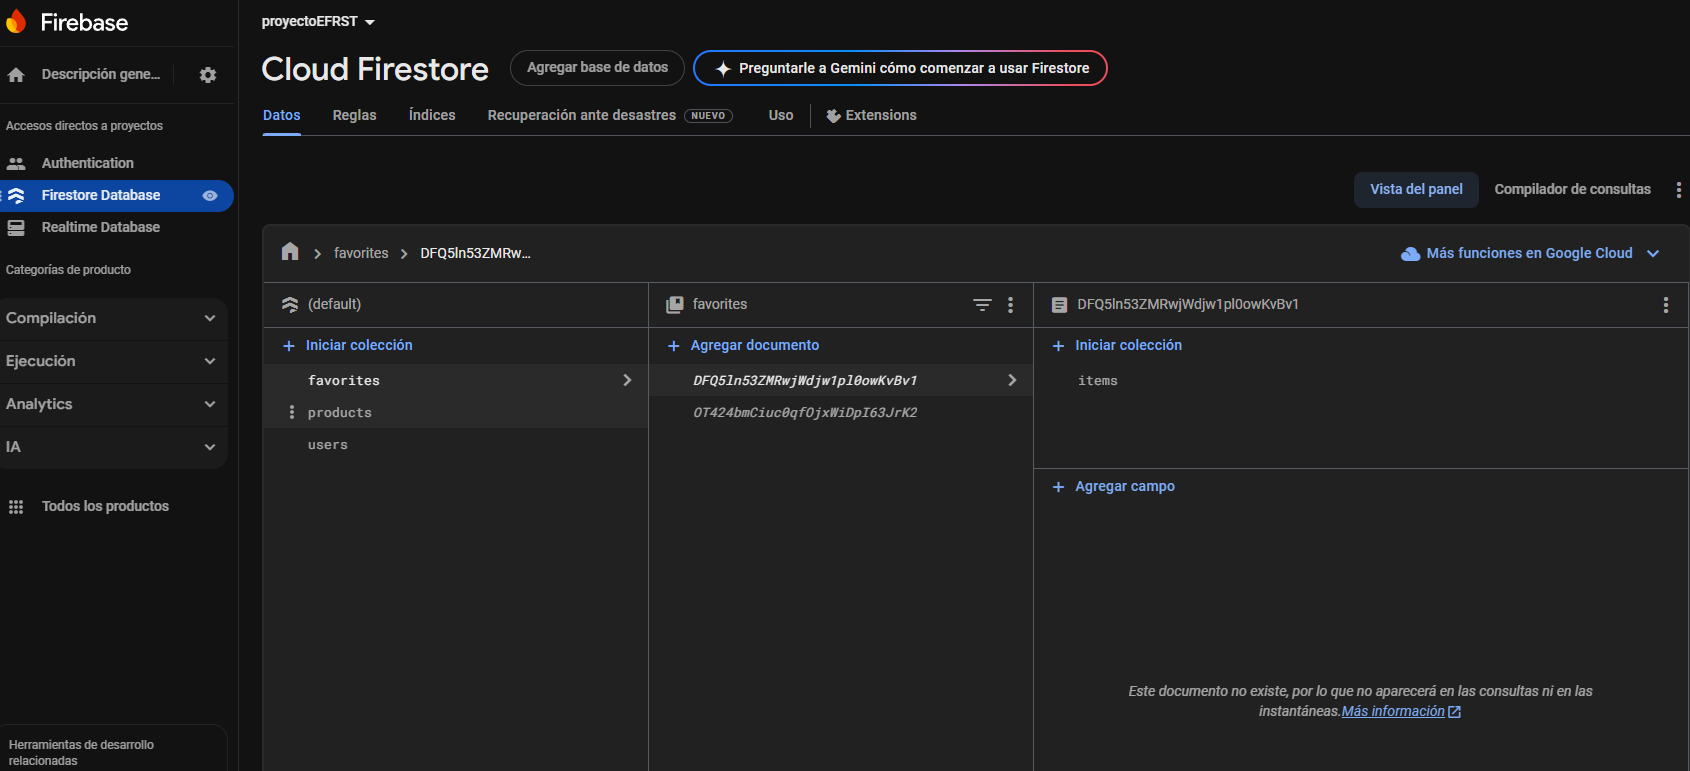 Firebase
Descripción gene...
Accesos directos a proyectos
Authentication
Firestore Database
Realtime Database
Categorías de producto
Compilación
Ejecución
Analytics
IA
Todos los productos
Herramientas de desarrollo
relacionadas
proyectoEFRST
Cloud Firestore
Agregar base de datos
Preguntarle a Gemini cómo comenzar a usar Firestore
Datos Reglas Índices Recuperación ante desastres NUEVO Uso Extensions
Vista del panel Compilador de consultas
favorites DFQ5ln53ZMRw...
Más funciones en Google Cloud
(default)
Iniciar colección
favorites
products
users
favorites
Agregar documento
DFQ5ln53ZMRwjWdjw1pl0owKvBv1
OT424bmCiuc0qfOjxWiDpI63JrK2
DFQ5ln53ZMRwjWdjw1pl0owKvBv1
Iniciar colección
items
Agregar campo
Este documento no existe, por lo que no aparecerá en las consultas ni en las
instantáneas.Más información